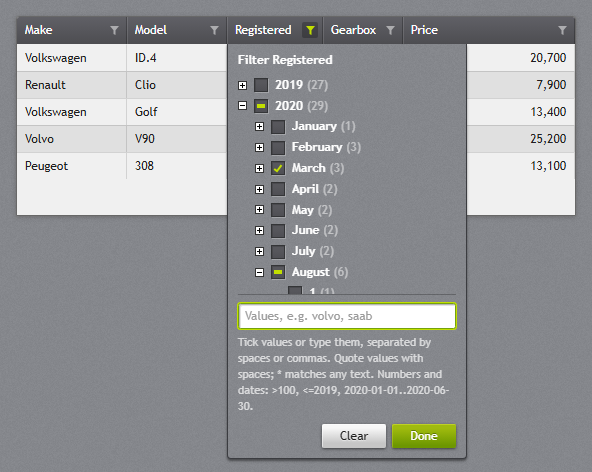 Make Model Registered Gearbox Price
Volkswagen ID.4 20,700
Renault Clio 7,900
Volkswagen Golf 13,400
Volvo V90 25,200
Peugeot 308 13,100
Filter Registered
2019 (27)
2020 (29)
January (1)
February (3)
March (3)
April (2)
May (2)
June (2)
July (2)
August (6)
1 (1)
Values, e.g. volvo, saab
Tick values or type them, separated by
spaces or commas. Quote values with
spaces; * matches any text. Numbers and
dates: >100, <=2019, 2020-01-01..2020-06-
30.
Clear Done